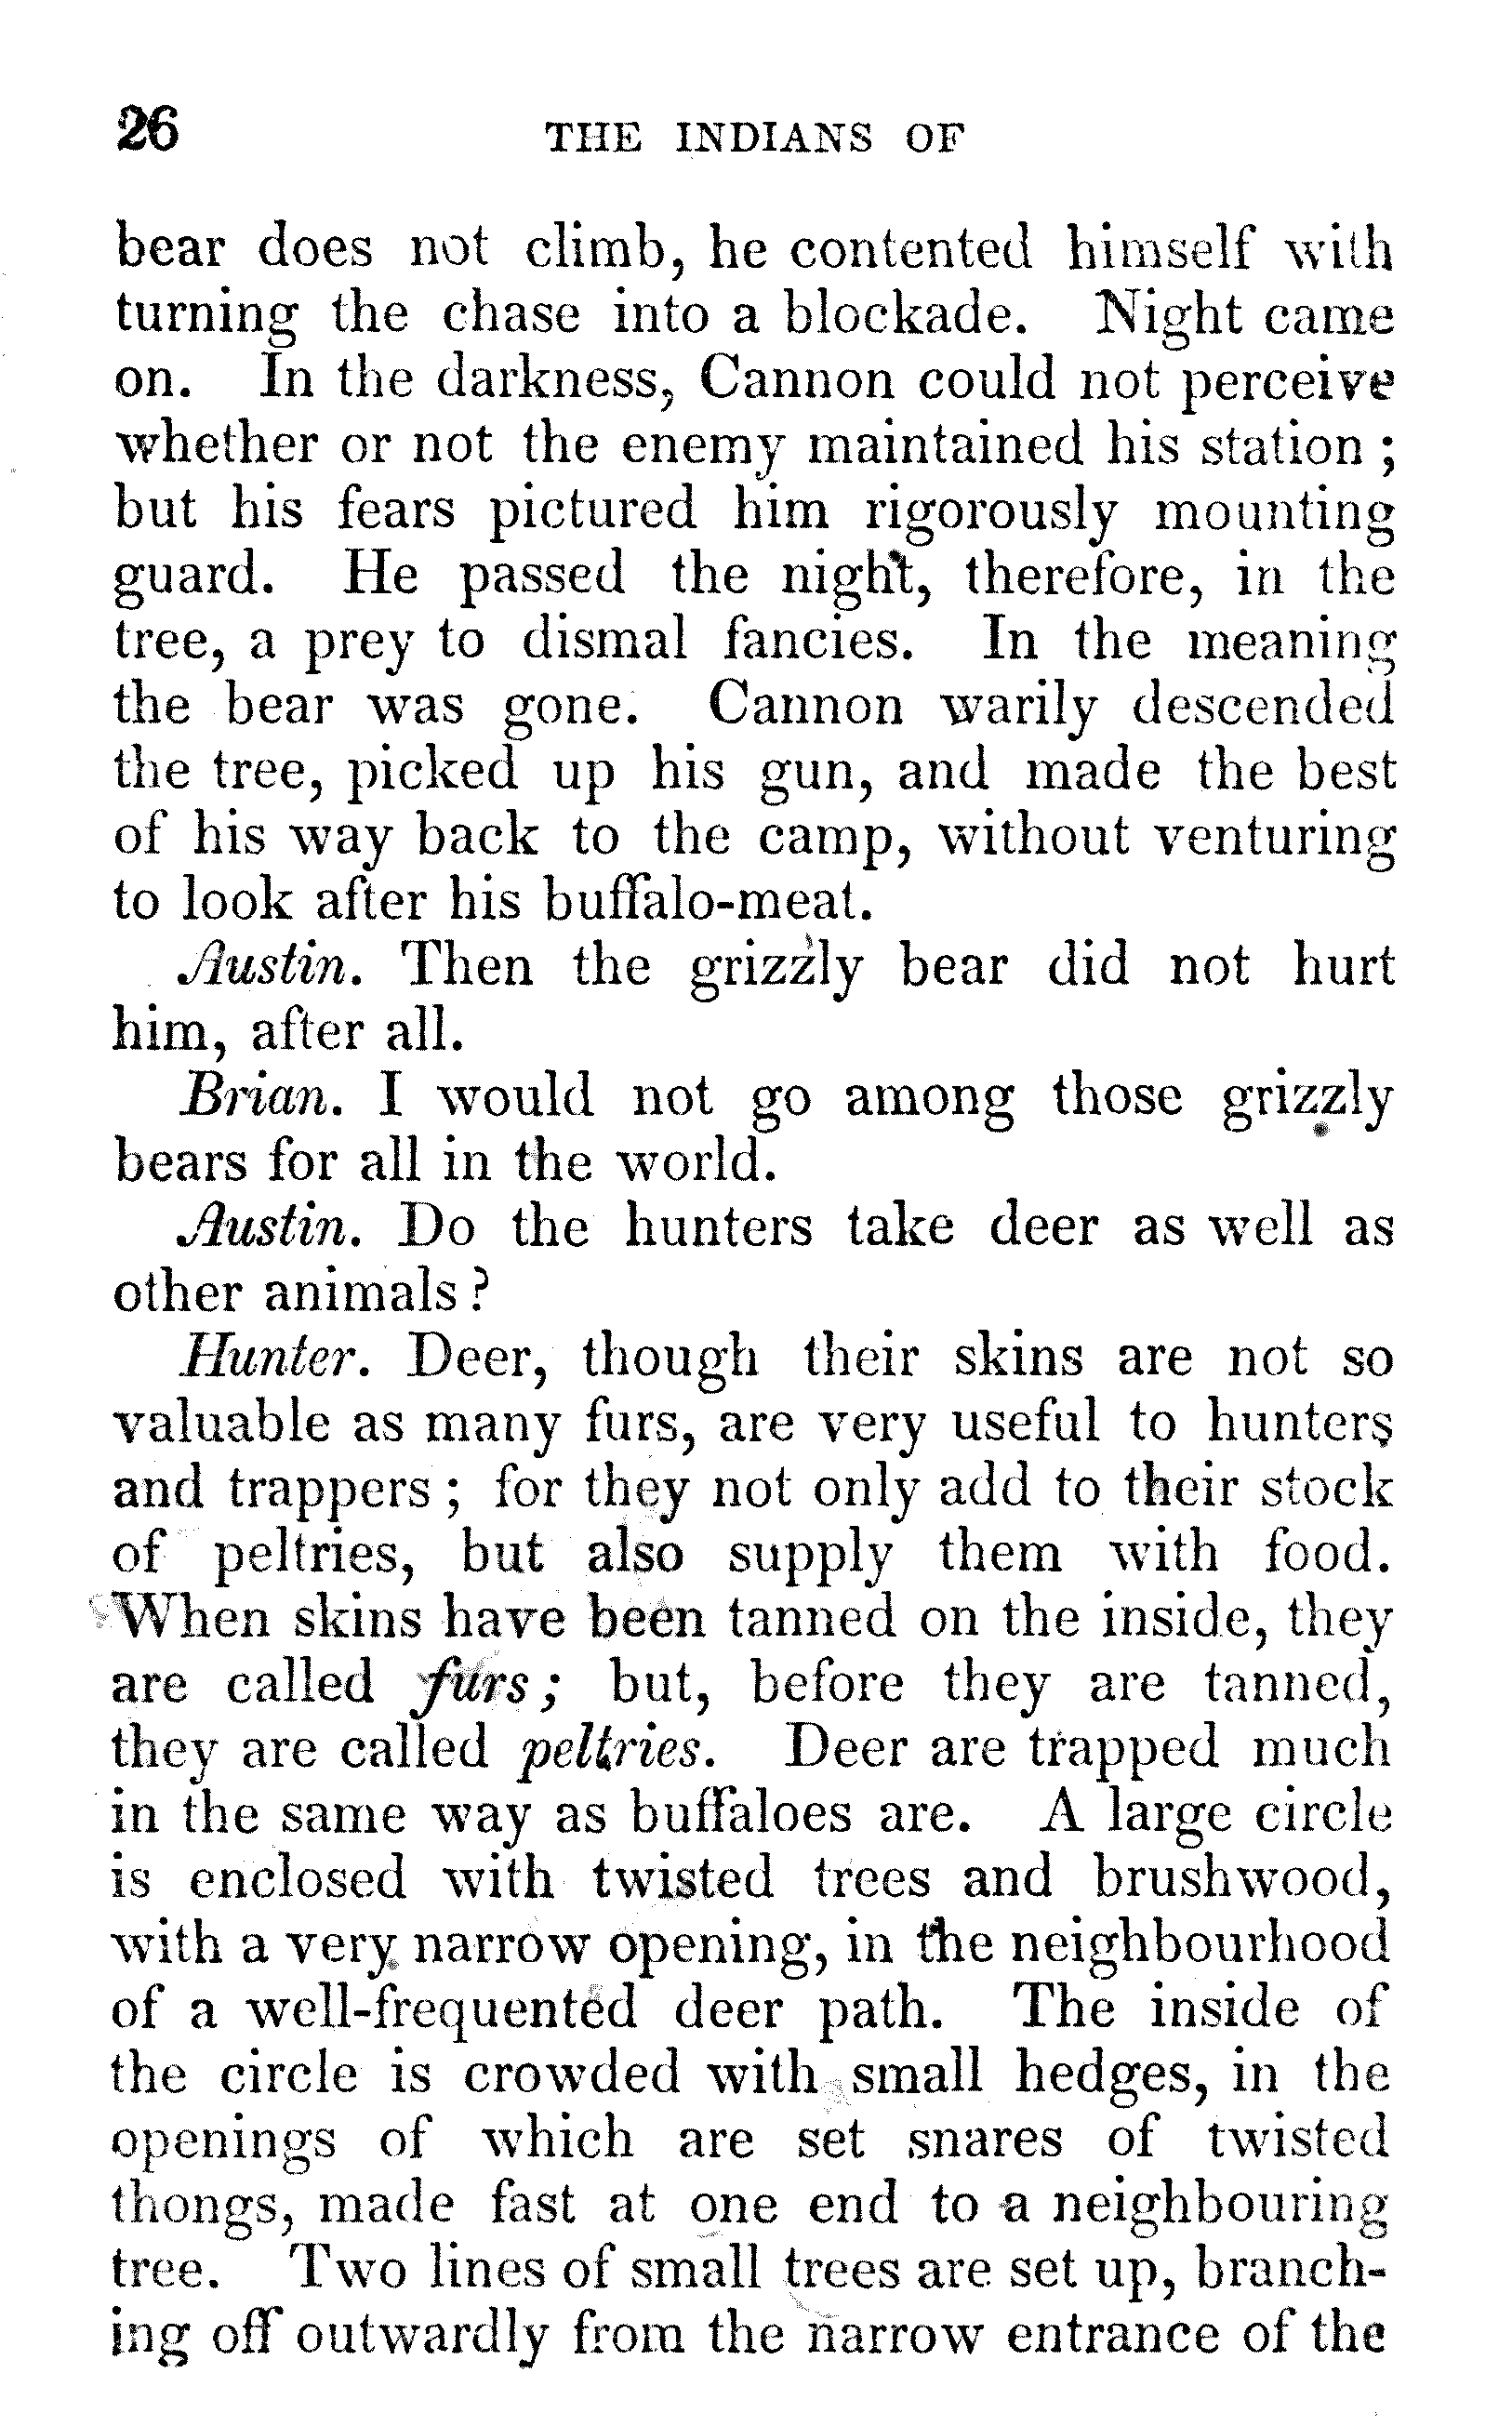 26 THE INDIANS OF
bear does not climb, he contented himself with
turning the chase into a blockade. Night came
on. In the darkness, Cannon could not perceive
whether or not the enemy maintained his station ;
but his fears pictured him rigorously mounting
guard. He passed the night, therefore, in the
tree, a prey to dismal fancies. In the meaning
the bear was gone. Cannon warily descended
the tree, picked up his gun, and made the best
of his way back to the camp, without venturing
to look after his buffalo-meat.
Austin. Then the grizzly bear did not hurt
him, after all.
Brian. I would not go among those grizzly
bears for all in the world.
Austin. Do the hunters take deer as well as
other animals ?
Hunter. Deer, though their skins are not so
valuable as many furs, are very useful to hunters
and trappers ; for they not only add to their stock
of peltries, but also supply them with food.
When skins have been tanned on the inside, they
are called furs ; but, before they are tanned,
they are called peltries. Deer are trapped much
in the same way as buffaloes are. A large circle
is enclosed with twisted trees and brushwood,
with a very narrow opening, in the neighbourhood
of a well-frequented deer path. The inside of
the circle is crowded with small hedges, in the
openings of which are set snares of twisted
thongs, made fast at one end to a neighbouring
tree. Two lines of small trees are set up, branch-
ing off outwardly from the narrow entrance of the